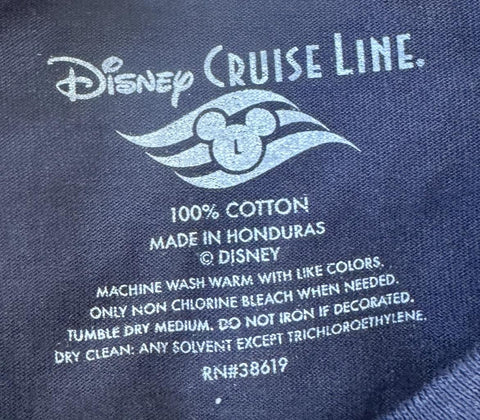 Disney Cruise Line®
L
100% COTTON
MADE IN HONDURAS
© DISNEY
MACHINE WASH WARM WITH LIKE COLORS.
ONLY NON CHLORINE BLEACH WHEN NEEDED.
TUMBLE DRY MEDIUM. DO NOT IRON IF DECORATED.
DRY CLEAN: ANY SOLVENT EXCEPT TRICHLOROETHYLENE.
RN#38619